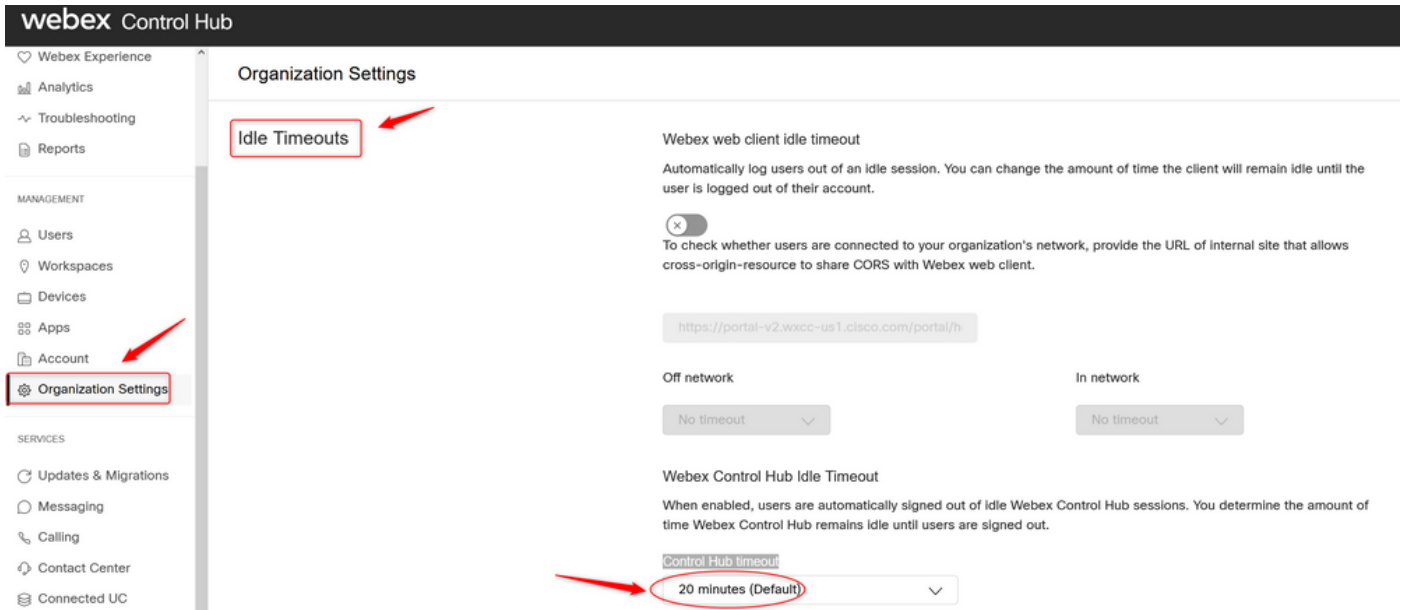 webex Control Hub
Webex Experience
Analytics
Troubleshooting
Reports
MANAGEMENT
Users
Workspaces
Devices
Apps
Account
Organization Settings
SERVICES
Updates & Migrations
Messaging
Calling
Contact Center
Connected UC
Organization Settings
Idle Timeouts
Webex web client idle timeout
Automatically log users out of an idle session. You can change the amount of time the client will remain idle until the
user is logged out of their account.
To check whether users are connected to your organization's network, provide the URL of internal site that allows
cross-origin-resource to share CORS with Webex web client.
https://portal-v2.wxcc-us1.cisco.com/portal/h
Off network
In network
No timeout
No timeout
Webex Control Hub Idle Timeout
When enabled, users are automatically signed out of idle Webex Control Hub sessions. You determine the amount of
time Webex Control Hub remains idle until users are signed out.
Control Hub timeout
20 minutes (Default)